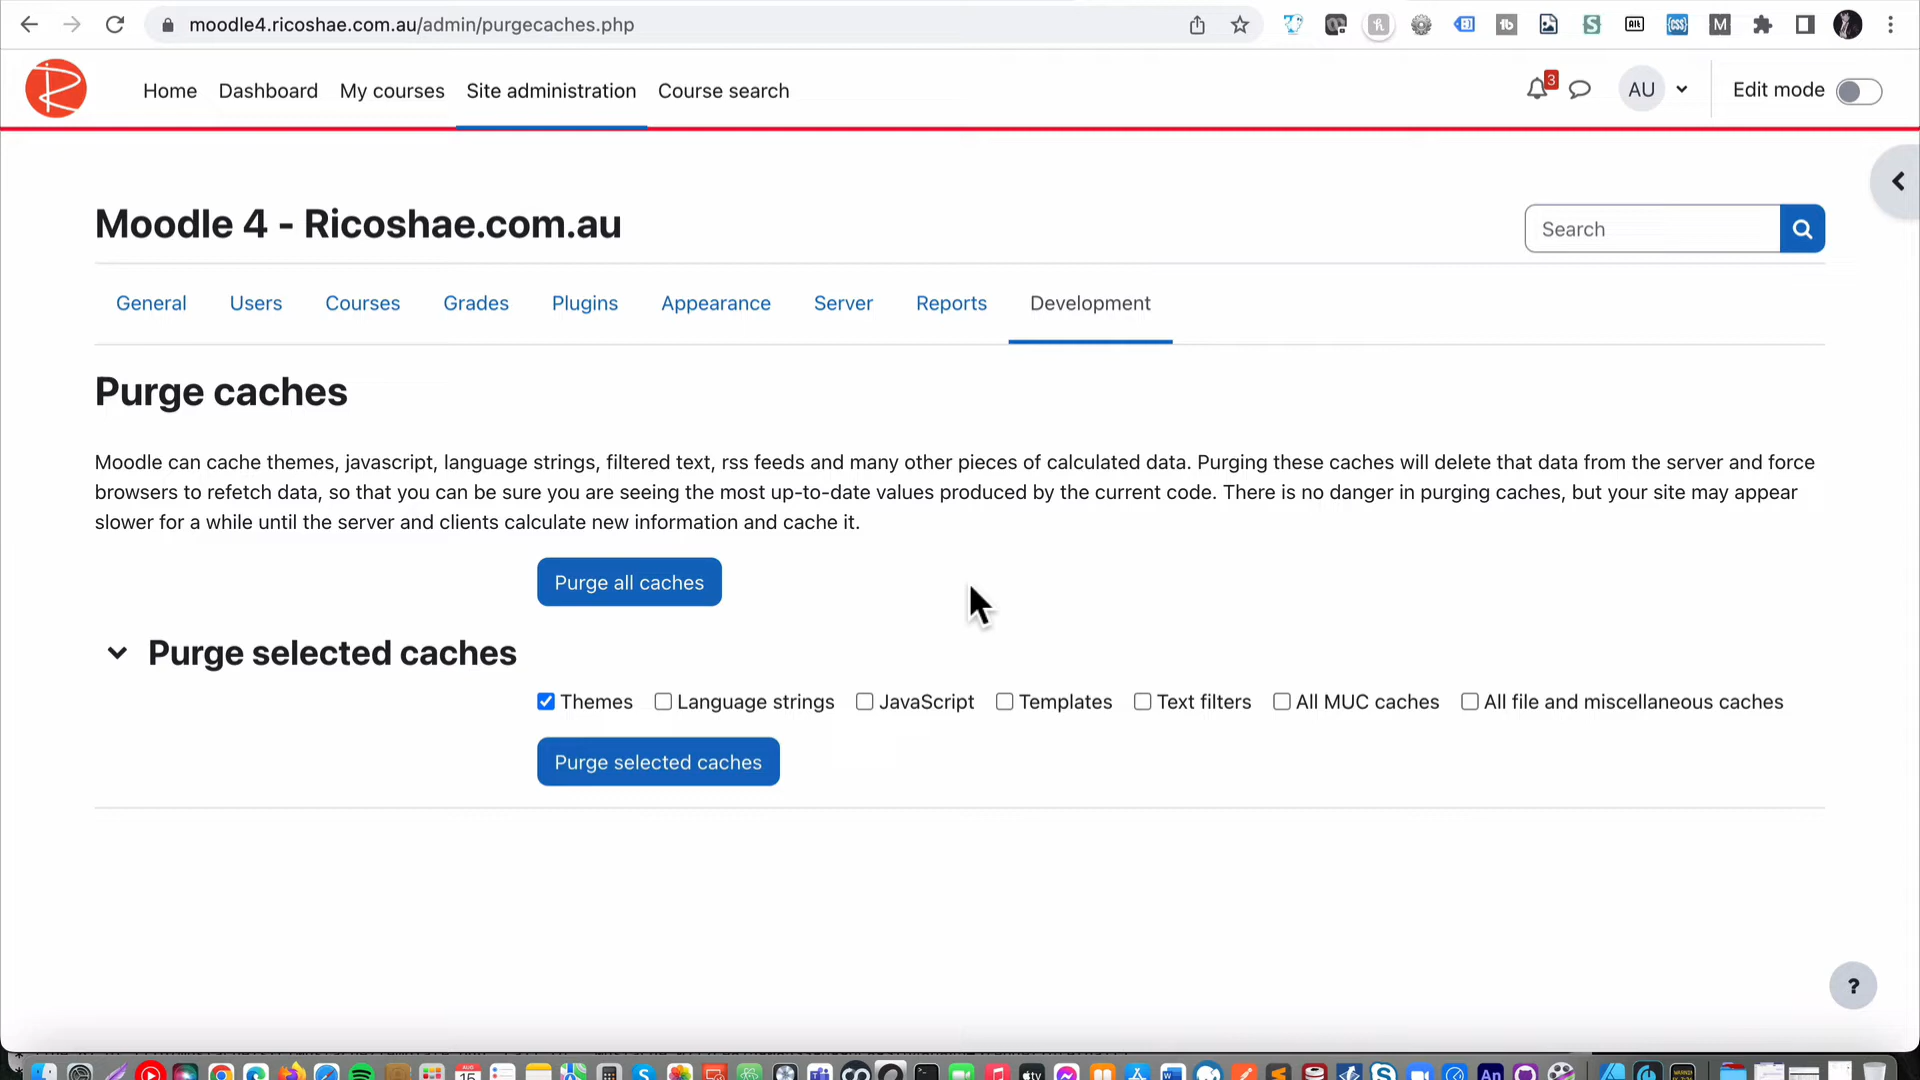 moodle4.ricoshae.com.au/admin/purgecaches.php
Home Dashboard My courses Site administration Course search
3
AU
Edit mode
Moodle 4 - Ricoshae.com.au
Search
General Users Courses Grades Plugins Appearance Server Reports Development
Purge caches
Moodle can cache themes, javascript, language strings, filtered text, rss feeds and many other pieces of calculated data. Purging these caches will delete that data from the server and force
browsers to refetch data, so that you can be sure you are seeing the most up-to-date values produced by the current code. There is no danger in purging caches, but your site may appear
slower for a while until the server and clients calculate new information and cache it.
Purge all caches
Purge selected caches
Themes Language strings JavaScript Templates Text filters All MUC caches All file and miscellaneous caches
Purge selected caches
?